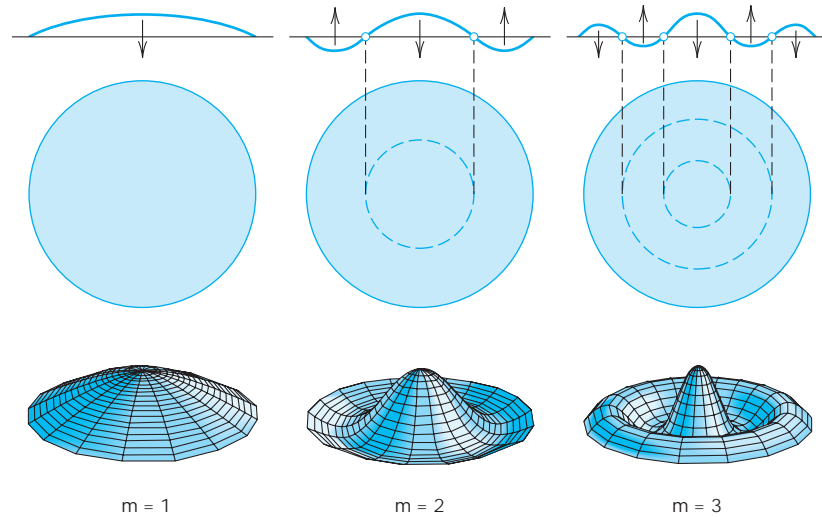 m = 1
m = 2
m = 3